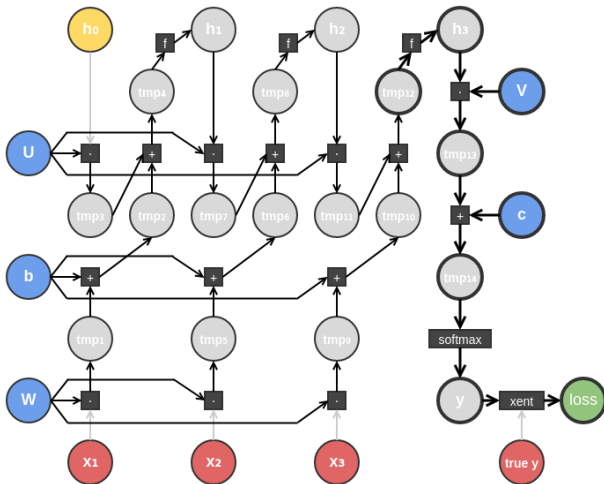 h₀
f
h₁
f
h₂
f
h₃
tmp₄
tmp₈
tmp₁₂
·
V
U
·
+
·
+
·
+
tmp₁₃
tmp₃
tmp₂
tmp₇
tmp₆
tmp₁₁
tmp₁₀
+
c
b
+
+
+
tmp₁₄
tmp₁
tmp₅
tmp₉
softmax
W
·
·
·
y
xent
loss
x₁
x₂
x₃
true y